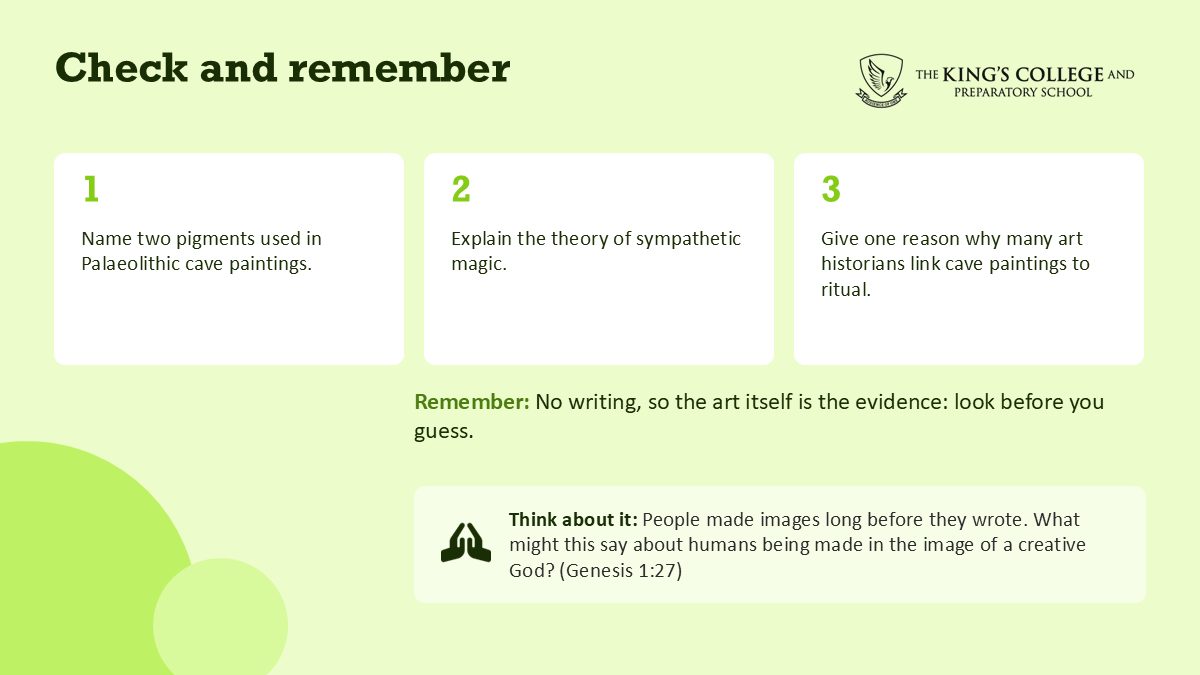 Check and remember
THE KING'S COLLEGE AND
PREPARATORY SCHOOL
1
Name two pigments used in
Palaeolithic cave paintings.
2
Explain the theory of sympathetic
magic.
3
Give one reason why many art
historians link cave paintings to
ritual.
Remember: No writing, so the art itself is the evidence: look before you
guess.
Think about it: People made images long before they wrote. What
might this say about humans being made in the image of a creative
God? (Genesis 1:27)